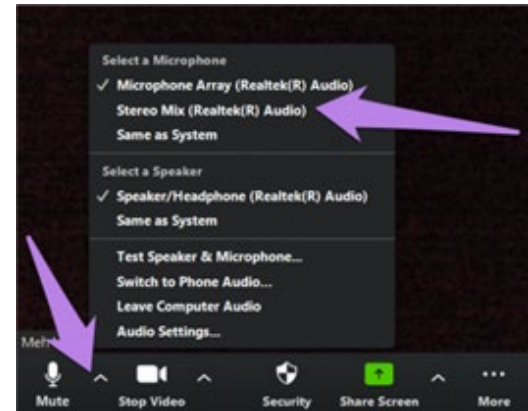 Select a Microphone
✓ Microphone Array (Realtek(R) Audio)
Stereo Mix (Realtek(R) Audio)
Same as System
Select a Speaker
✓ Speaker/Headphone (Realtek(R) Audio)
Same as System
Test Speaker & Microphone...
Switch to Phone Audio...
Leave Computer Audio
Audio Settings...
Mute
Stop Video
Security
Share Screen
More